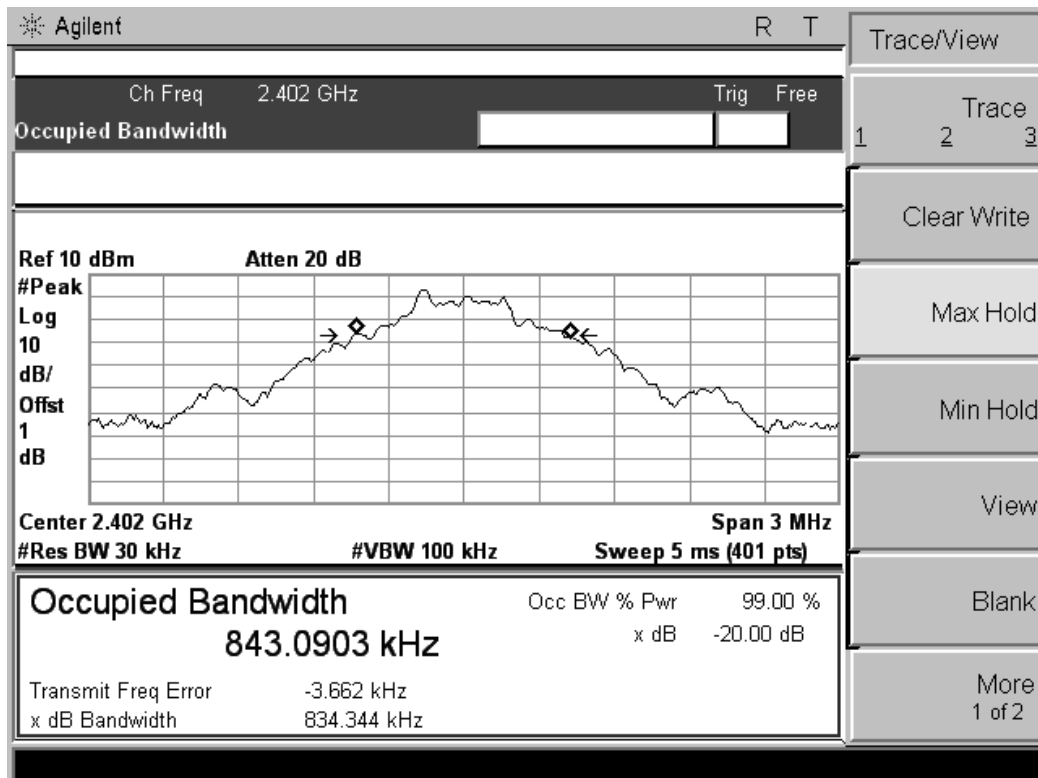 Agilent R T
Trace/View
Ch Freq 2.402 GHz Trig Free
Occupied Bandwidth
Trace
1 2 3
Clear Write
Max Hold
Min Hold
View
Blank
More
1 of 2
Ref 10 dBm Atten 20 dB
#Peak
Log
10
dB/
Offst
1
dB
Center 2.402 GHz Span 3 MHz
#Res BW 30 kHz #VBW 100 kHz Sweep 5 ms (401 pts)
Occupied Bandwidth Occ BW % Pwr 99.00 %
843.0903 kHz x dB -20.00 dB
Transmit Freq Error -3.662 kHz
x dB Bandwidth 834.344 kHz